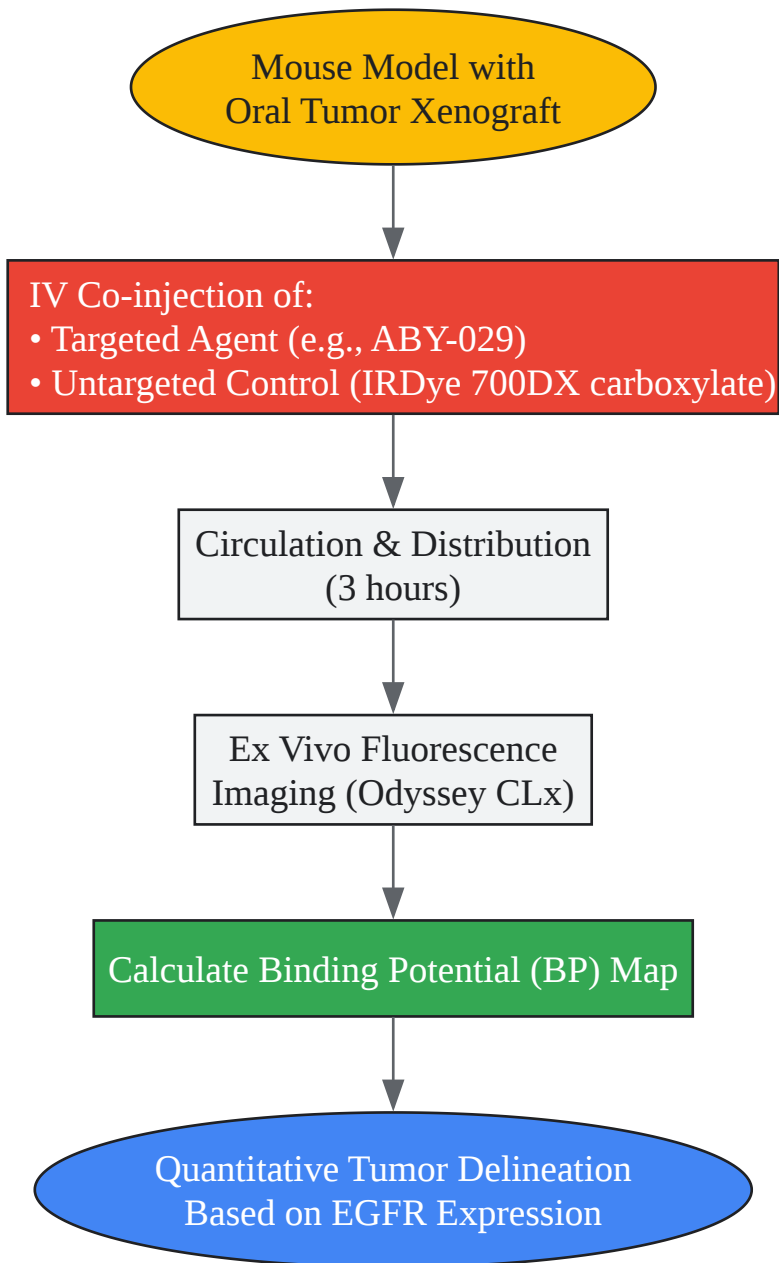 Mouse Model with
Oral Tumor Xenograft
IV Co-injection of:
• Targeted Agent (e.g., ABY-029)
• Untargeted Control (IRDye 700DX carboxylate)
Circulation & Distribution
(3 hours)
Ex Vivo Fluorescence
Imaging (Odyssey CLx)
Calculate Binding Potential (BP) Map
Quantitative Tumor Delineation
Based on EGFR Expression